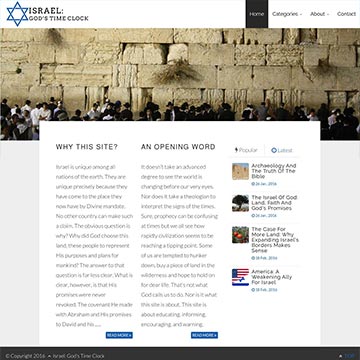 ISRAEL:
GOD'S TIME CLOCK
Home Categories About Contact
WHY THIS SITE?
Israel is unique among all
nations of the earth. They are
unique precisely because they
have come to the place they
now have by Divine mandate.
No other country can make such
a claim. The obvious question is
why? Why did God choose this
land, these people to represent
His purposes and plans for
mankind? The answer to that
question is far less clear. What is
clear, however, is that His
promises were never
revoked. The covenant He made
with Abraham and His promises
to David and his......
READ MORE
AN OPENING WORD
It doesn't take an advanced
degree to see the world is
changing before our very eyes.
Nor does it take a theologian to
interpret the signs of the times.
Sure, prophecy can be confusing
at times but we all see how
rapidly civilization seems to be
reaching a tipping point. Some
of us are tempted to hunker
down, buy a piece of land in the
wilderness and hope to hold on
for dear life. That's not what
God calls us to do. Nor is it what
this site is about. This site is
about educating, informing,
encouraging, and warning.
READ MORE
Popular Latest
Archaeology And
The Truth Of The
Bible
26 Jan, 2016
The Israel Of God:
Land, Faith And
God's Promises
26 Jan, 2016
The Case For
More Land: Why
Expanding Israel's
Borders Makes
Sense
18 Feb, 2016
America: A
Weakening Ally
For Israel
18 Feb, 2016
© Copyright 2016 Israel: God's Time Clock
TOP